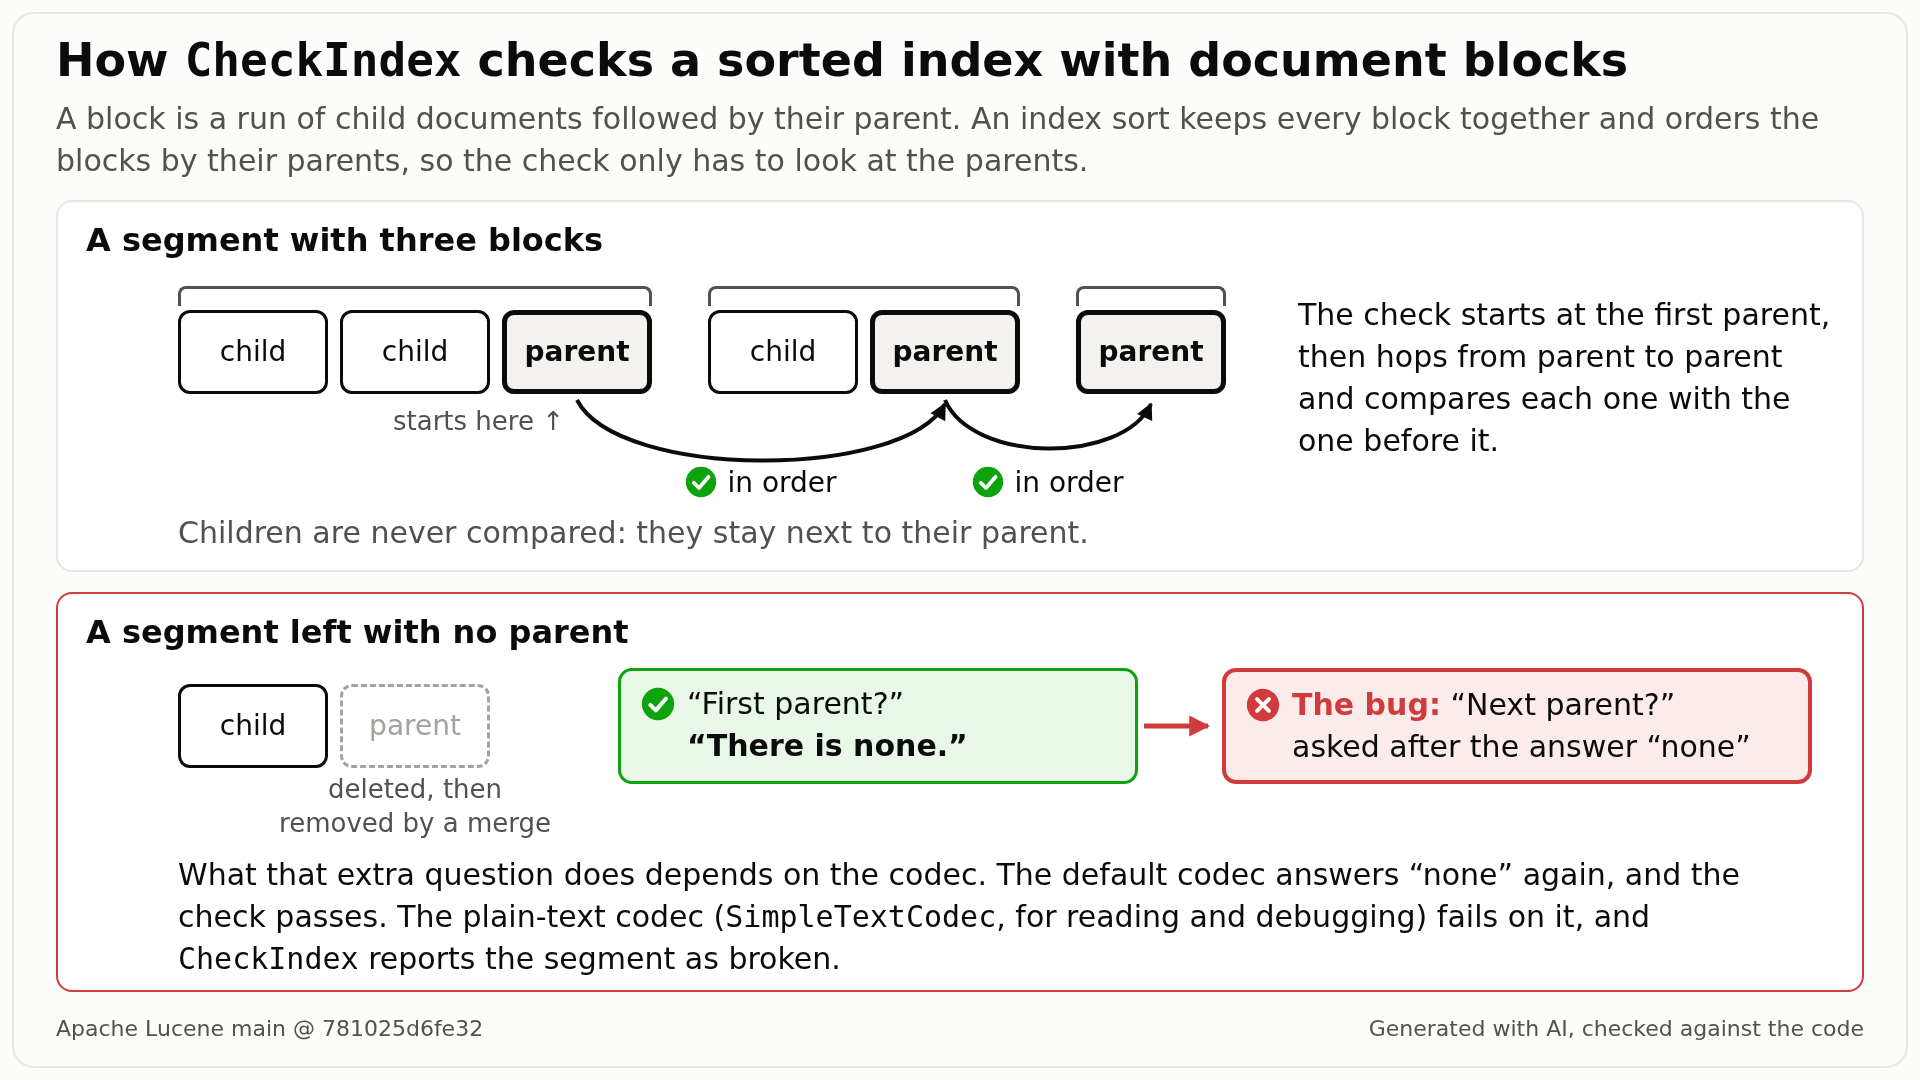 How CheckIndex checks a sorted index with document blocks
A block is a run of child documents followed by their parent. An index sort keeps every block together and orders the
blocks by their parents, so the check only has to look at the parents.
A segment with three blocks
child
child
parent
child
parent
parent
starts here ↑
in order
in order
The check starts at the first parent,
then hops from parent to parent
and compares each one with the
one before it.
Children are never compared: they stay next to their parent.
A segment left with no parent
child
parent
deleted, then
removed by a merge
“First parent?”
“There is none.”
The bug: “Next parent?”
asked after the answer “none”
What that extra question does depends on the codec. The default codec answers “none” again, and the
check passes. The plain-text codec (SimpleTextCodec, for reading and debugging) fails on it, and
CheckIndex reports the segment as broken.
Apache Lucene main @ 781025d6fe32
Generated with AI, checked against the code